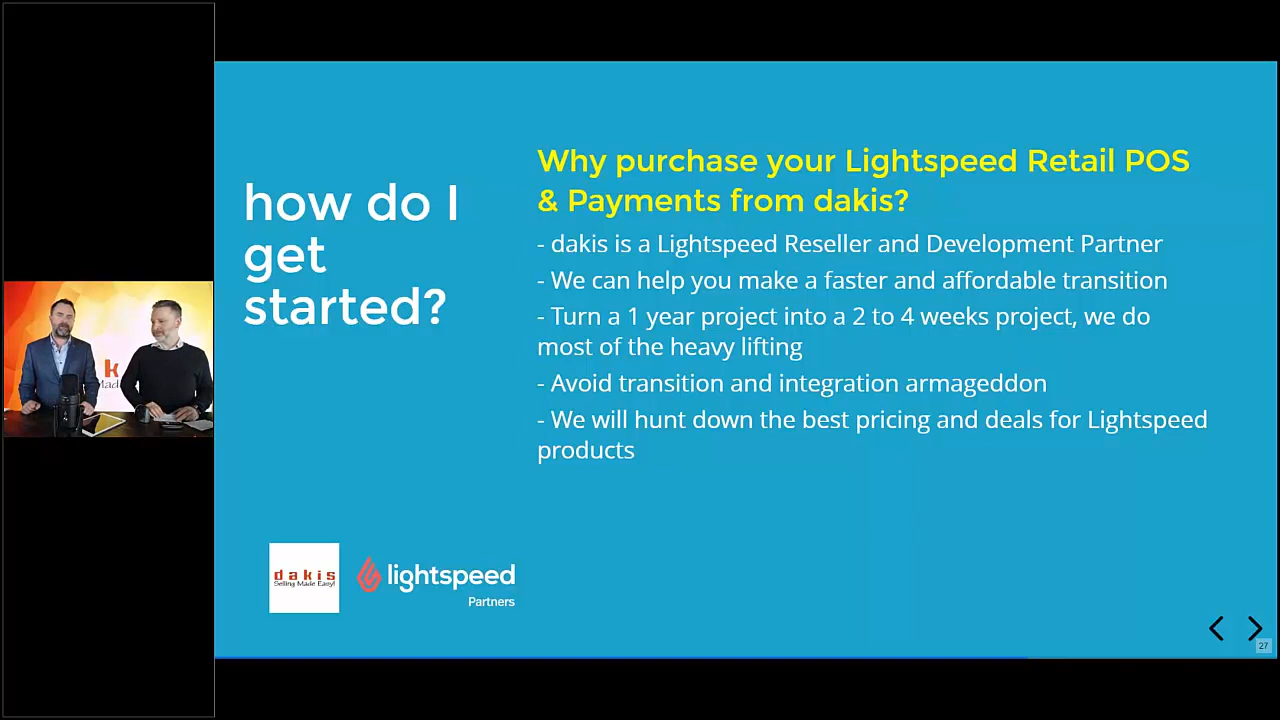 how do I
get
started?
Why purchase your Lightspeed Retail POS
& Payments from dakis?
- dakis is a Lightspeed Reseller and Development Partner
- We can help you make a faster and affordable transition
- Turn a 1 year project into a 2 to 4 weeks project, we do
most of the heavy lifting
- Avoid transition and integration armageddon
- We will hunt down the best pricing and deals for Lightspeed
products
dakis
Selling Made Easy!
lightspeed
Partners
27